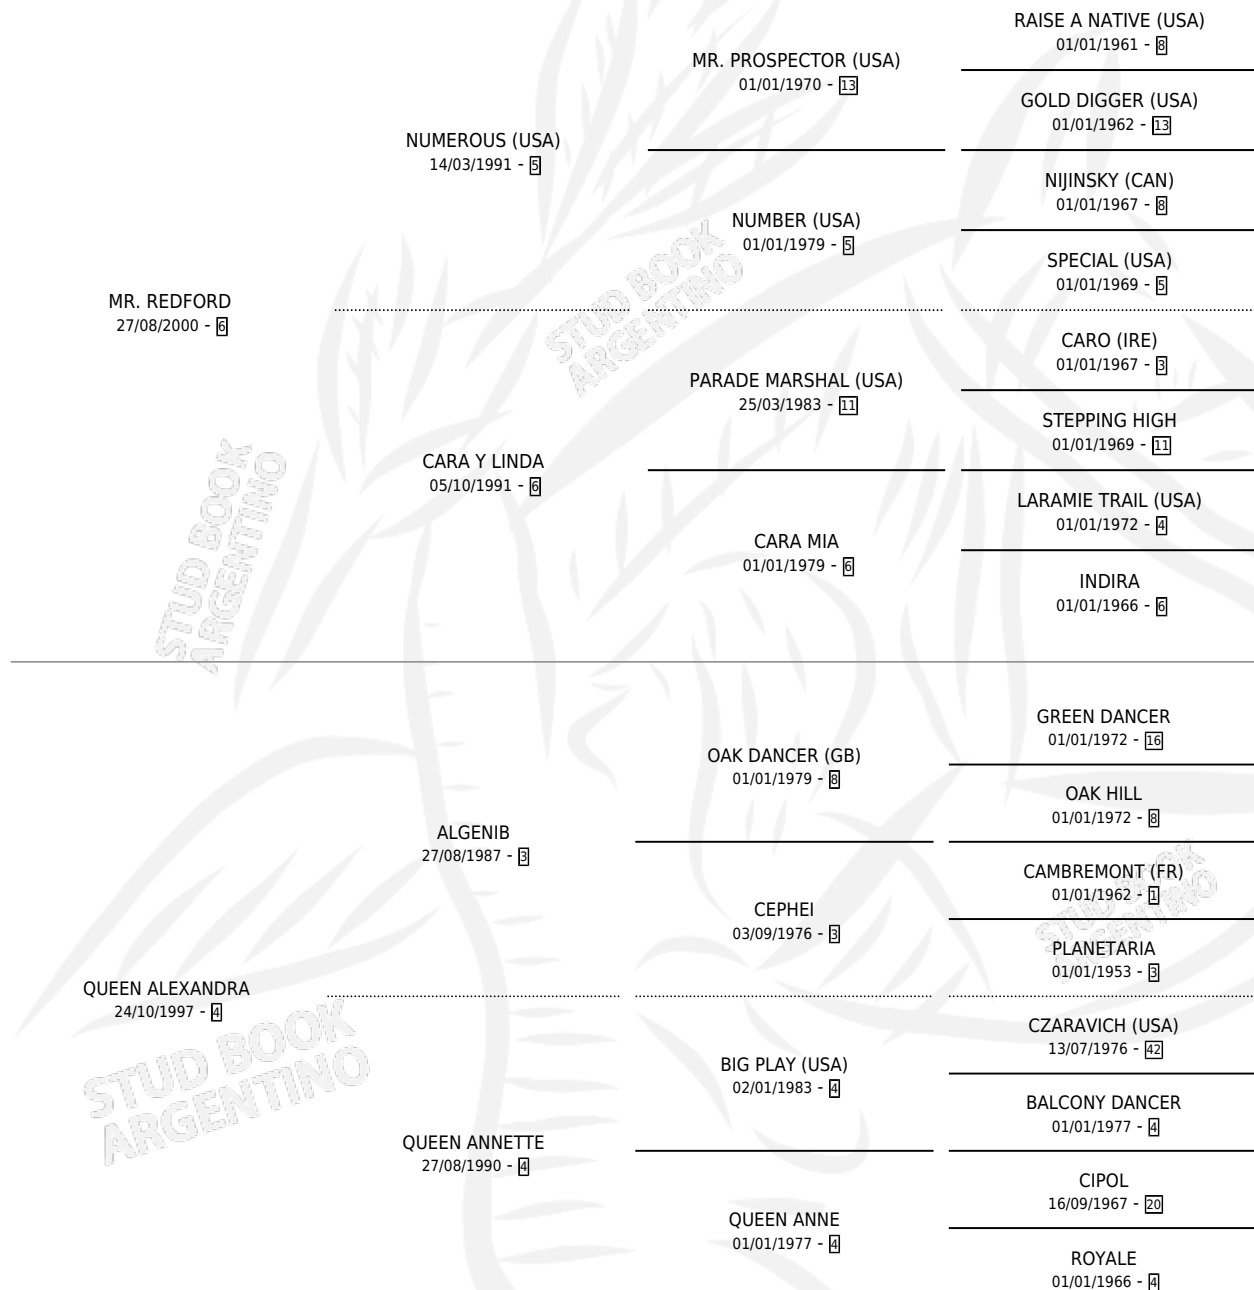 RAISE A NATIVE (USA)
01/01/1961 - 8
MR. PROSPECTOR (USA)
01/01/1970 - 13
GOLD DIGGER (USA)
01/01/1962 - 13
NUMEROUS (USA)
14/03/1991 - 5
NIJINSKY (CAN)
01/01/1967 - 8
NUMBER (USA)
01/01/1979 - 5
SPECIAL (USA)
01/01/1969 - 5
MR. REDFORD
27/08/2000 - 6
STUD BOOK
ARGENTINO
CARO (IRE)
01/01/1967 - 3
PARADE MARSHAL (USA)
25/03/1983 - 11
STEPPING HIGH
01/01/1969 - 11
CARA Y LINDA
05/10/1991 - 6
LARAMIE TRAIL (USA)
01/01/1972 - 4
CARA MIA
01/01/1979 - 6
INDIRA
01/01/1966 - 6
STUD BOOK
ARGENTINO
GREEN DANCER
01/01/1972 - 16
OAK DANCER (GB)
01/01/1979 - 8
OAK HILL
01/01/1972 - 8
ALGENIB
27/08/1987 - 3
CAMBREMONT (FR)
01/01/1962 - 1
CEPHEI
03/09/1976 - 3
PLANETARIA
01/01/1953 - 3
STUD BOOK
ARGENTINO
QUEEN ALEXANDRA
24/10/1997 - 4
CZARAVICH (USA)
13/07/1976 - 42
BIG PLAY (USA)
02/01/1983 - 4
BALCONY DANCER
01/01/1977 - 4
STUD BOOK
ARGENTINO
QUEEN ANNETTE
27/08/1990 - 4
CIPOL
16/09/1967 - 20
QUEEN ANNE
01/01/1977 - 4
ROYALE
01/01/1966 - 4